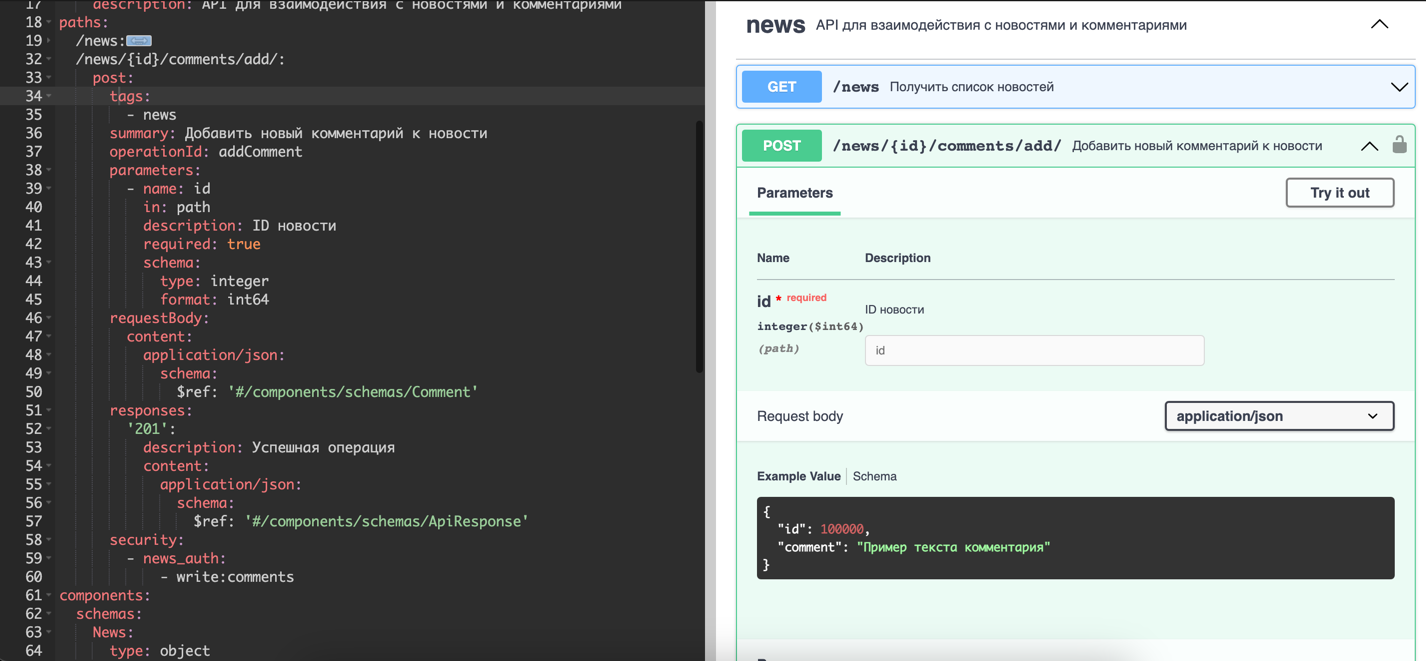 17 description: API для взаимодействия с новостями и комментариями
18 paths:
19 /news:
32 /news/{id}/comments/add/:
33 post:
34 tags:
35 - news
36 summary: Добавить новый комментарий к новости
37 operationId: addComment
38 parameters:
39 - name: id
40 in: path
41 description: ID новости
42 required: true
43 schema:
44 type: integer
45 format: int64
46 requestBody:
47 content:
48 application/json:
49 schema:
50 $ref: '#/components/schemas/Comment'
51 responses:
52 '201':
53 description: Успешная операция
54 content:
55 application/json:
56 schema:
57 $ref: '#/components/schemas/ApiResponse'
58 security:
59 - news_auth:
60 - write:comments
61 components:
62 schemas:
63 News:
64 type: object
news API для взаимодействия с новостями и комментариями
GET /news Получить список новостей
POST /news/{id}/comments/add/ Добавить новый комментарий к новости
Parameters
Try it out
Name Description
id * required
ID новости
integer($int64)
(path)
id
Request body
application/json
Example Value Schema
{
"id": 100000,
"comment": "Пример текста комментария"
}